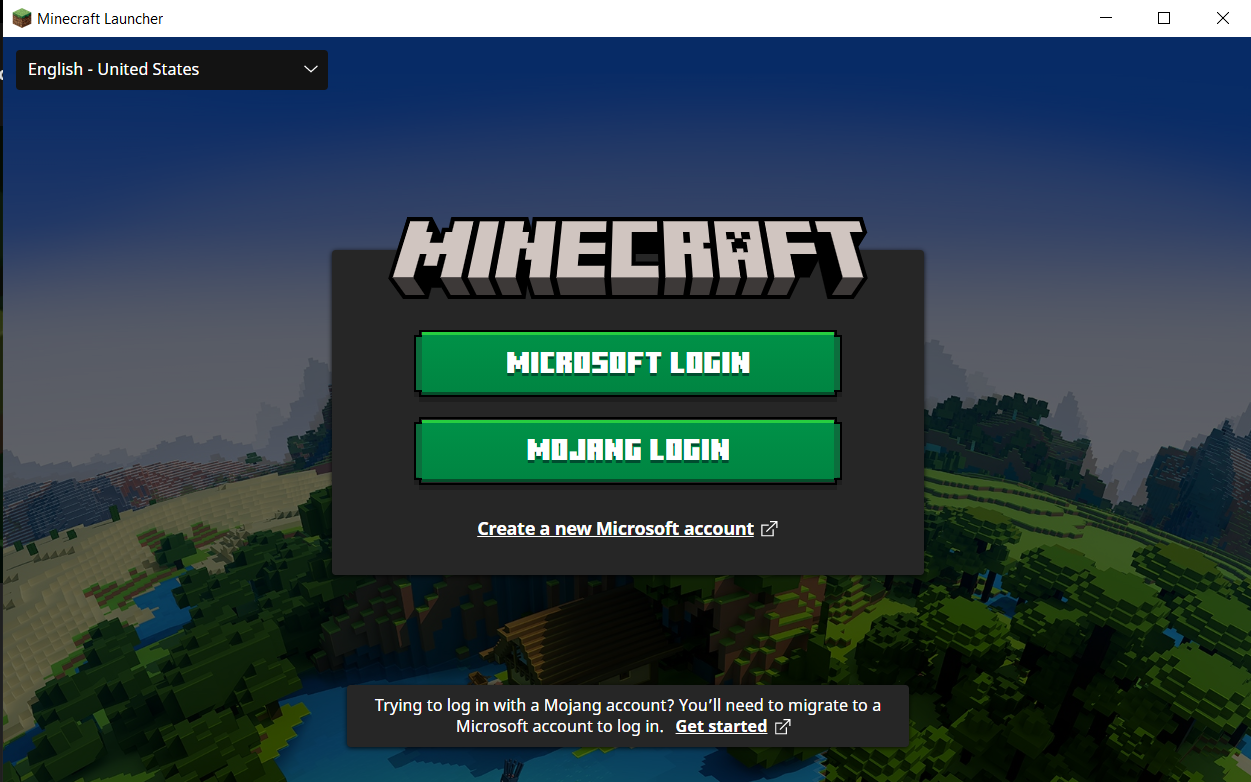 Minecraft Launcher
English - United States
MINECRAFT
MICROSOFT LOGIN
MOJANG LOGIN
Create a new Microsoft account
Trying to log in with a Mojang account? You’ll need to migrate to a
Microsoft account to log in. Get started